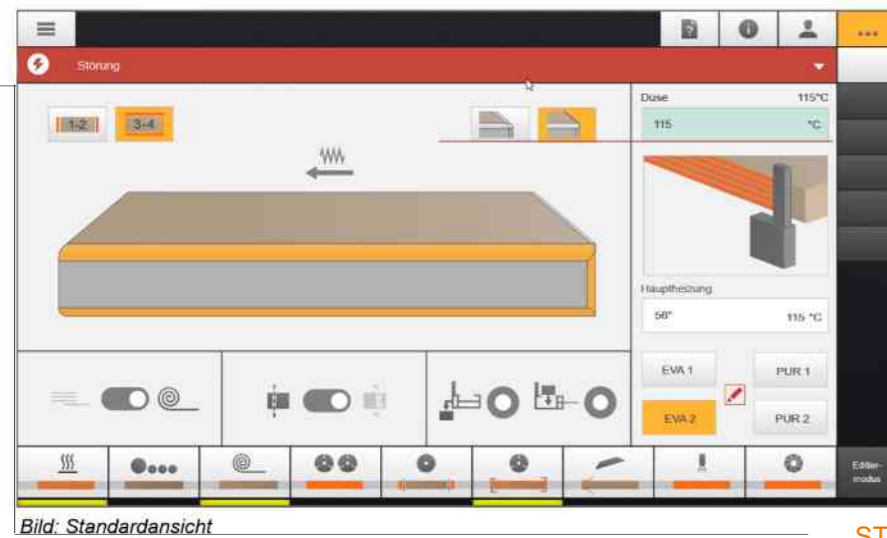 Störung
1-2
3-4
Düse 115°C
115 °C
Hauptheizung
56° 115 °C
EVA 1 PUR 1
EVA 2 PUR 2
Editier-
modus
Bild: Standardansicht
ST